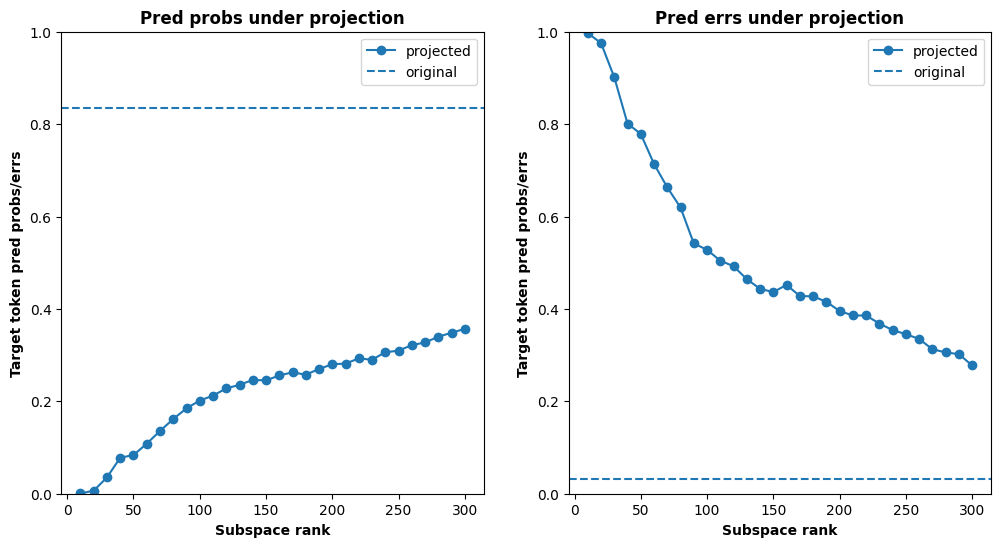 Pred probs under projection
Target token pred probs/errs
1.0
0.8
0.6
0.4
0.2
0.0
projected
original
0
50
100
150
200
250
300
Subspace rank
Pred errs under projection
Target token pred probs/errs
1.0
0.8
0.6
0.4
0.2
0.0
projected
original
0
50
100
150
200
250
300
Subspace rank